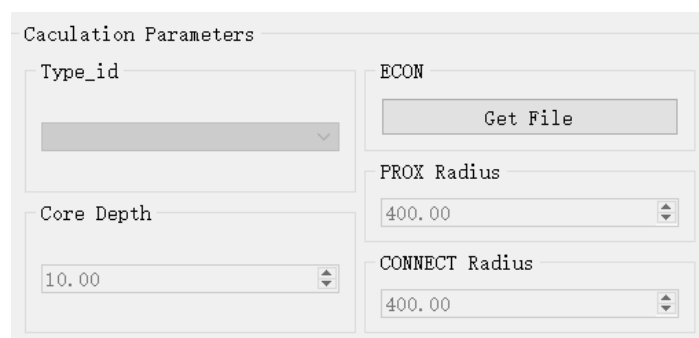 Caculation Parameters
Type_id
ECON
Get File
PROX Radius
400.00
Core Depth
10.00
CONNECT Radius
400.00